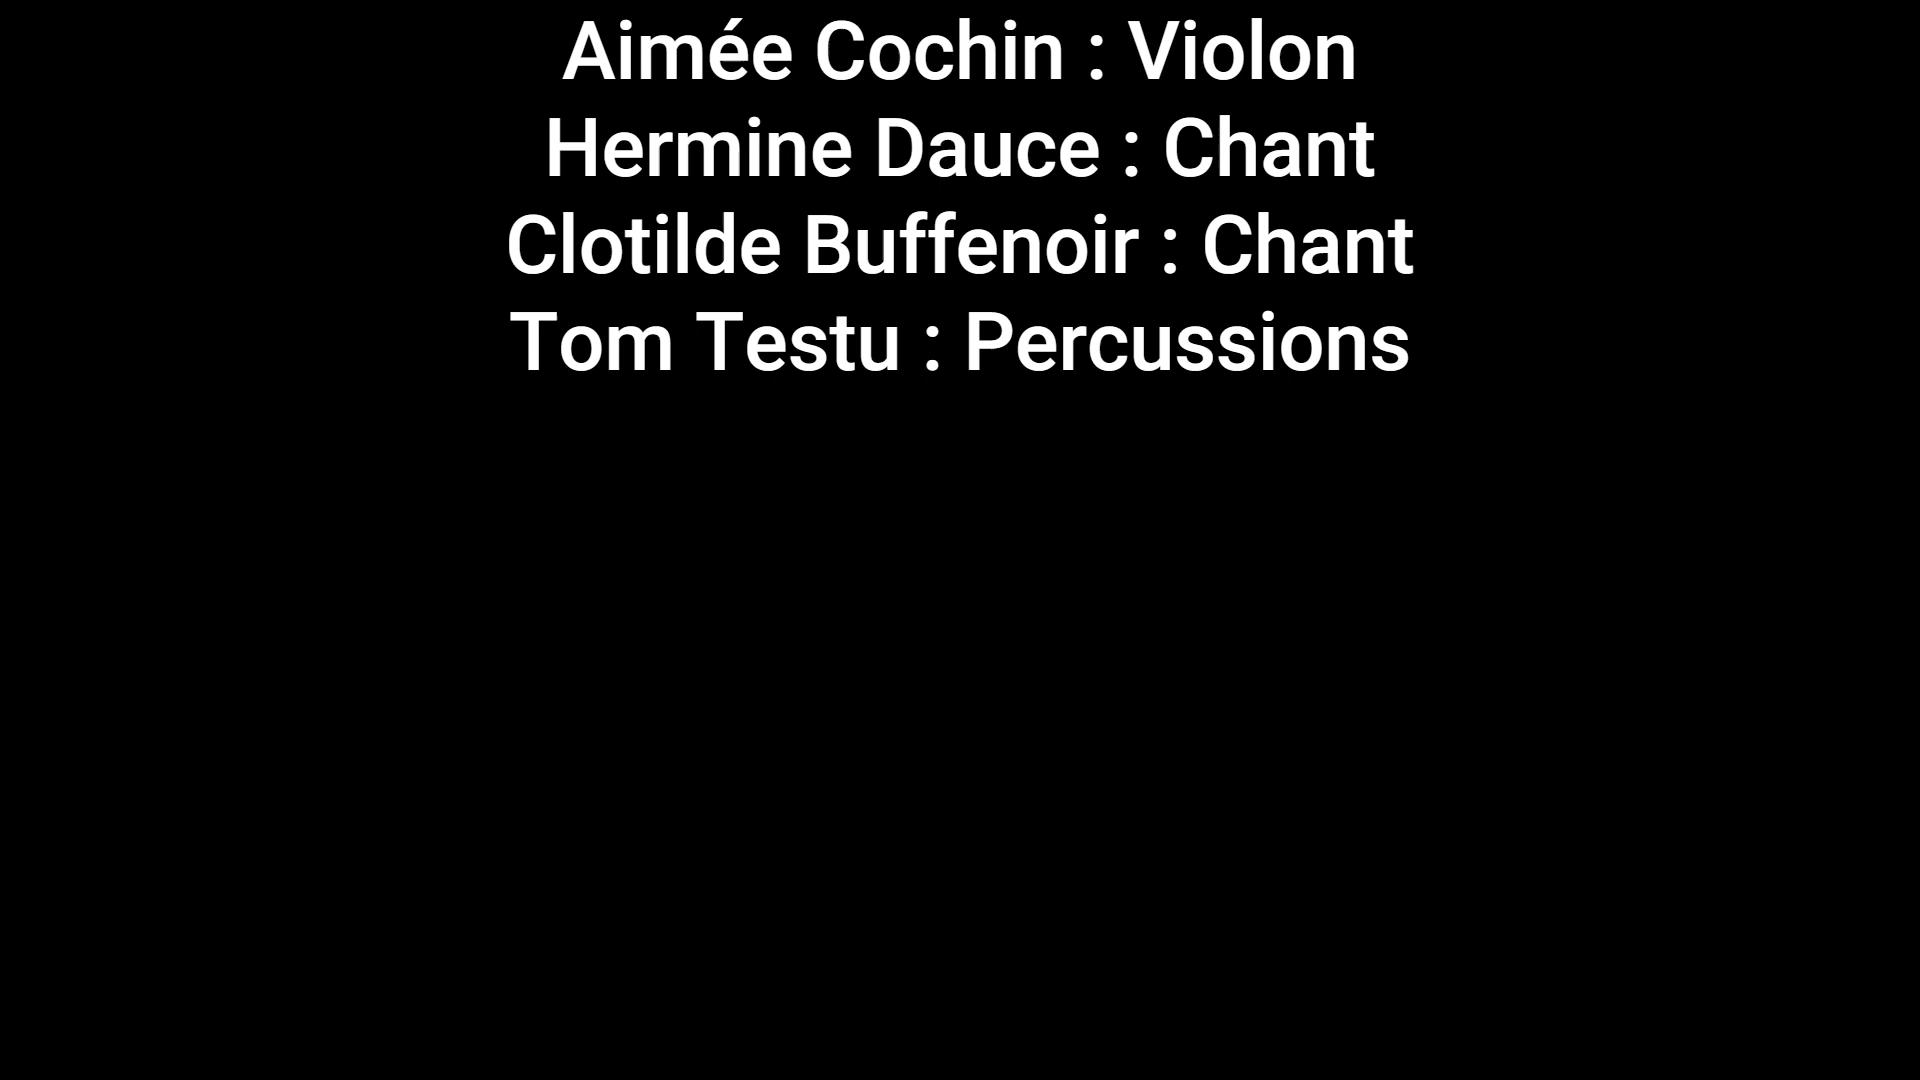 Aimée Cochin : Violon
Hermine Dauce : Chant
Clotilde Buffenoir : Chant
Tom Testu : Percussions